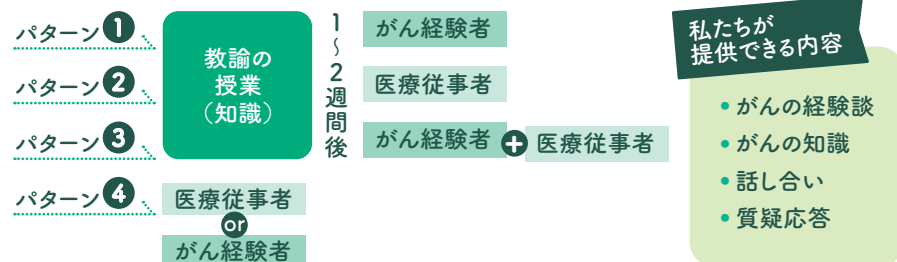 パターン1
パターン2
パターン3
パターン4
教諭の
授業
（知識）
1〜2週間後
がん経験者
医療従事者
がん経験者+医療従事者
医療従事者
or
がん経験者
私たちが
提供できる内容
•がんの経験談
•がんの知識
•話し合い
•質疑応答